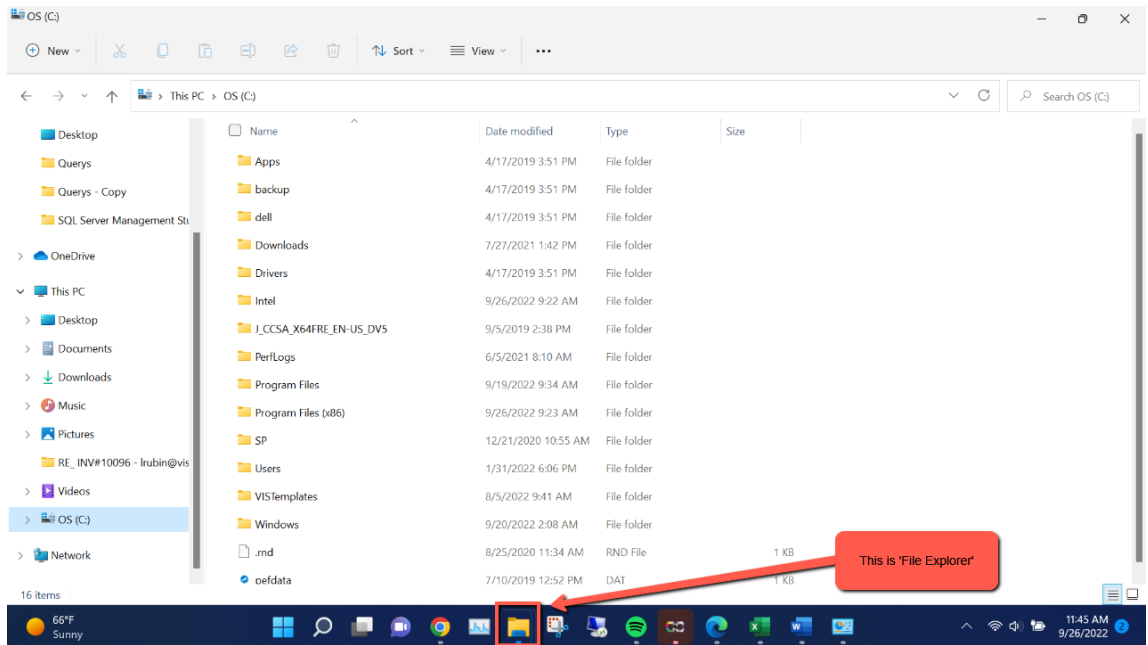 OS (C:)
New
Sort
View
This PC > OS (C:)
Search OS (C:)
Desktop
Querys
Querys - Copy
SQL Server Management Stu
OneDrive
This PC
Desktop
Documents
Downloads
Music
Pictures
RE_ INV#10096 - lrubin@vis
Videos
OS (C:)
Network
Name Date modified Type Size
Apps 4/17/2019 3:51 PM File folder
backup 4/17/2019 3:51 PM File folder
dell 4/17/2019 3:51 PM File folder
Downloads 7/27/2021 1:42 PM File folder
Drivers 4/17/2019 3:51 PM File folder
Intel 9/26/2022 9:22 AM File folder
J_CCSA_X64FRE_EN-US_DV5 9/5/2019 2:38 PM File folder
PerfLogs 6/5/2021 8:10 AM File folder
Program Files 9/19/2022 9:34 AM File folder
Program Files (x86) 9/26/2022 9:23 AM File folder
SP 12/21/2020 10:55 AM File folder
Users 1/31/2022 6:06 PM File folder
VISTemplates 8/5/2022 9:41 AM File folder
Windows 9/20/2022 2:08 AM File folder
.rnd 8/25/2020 11:34 AM RND File 1 KB
pefdata 7/10/2019 12:52 PM DAT 1 KB
This is 'File Explorer'
16 items
66°F
Sunny
11:45 AM
9/26/2022
2